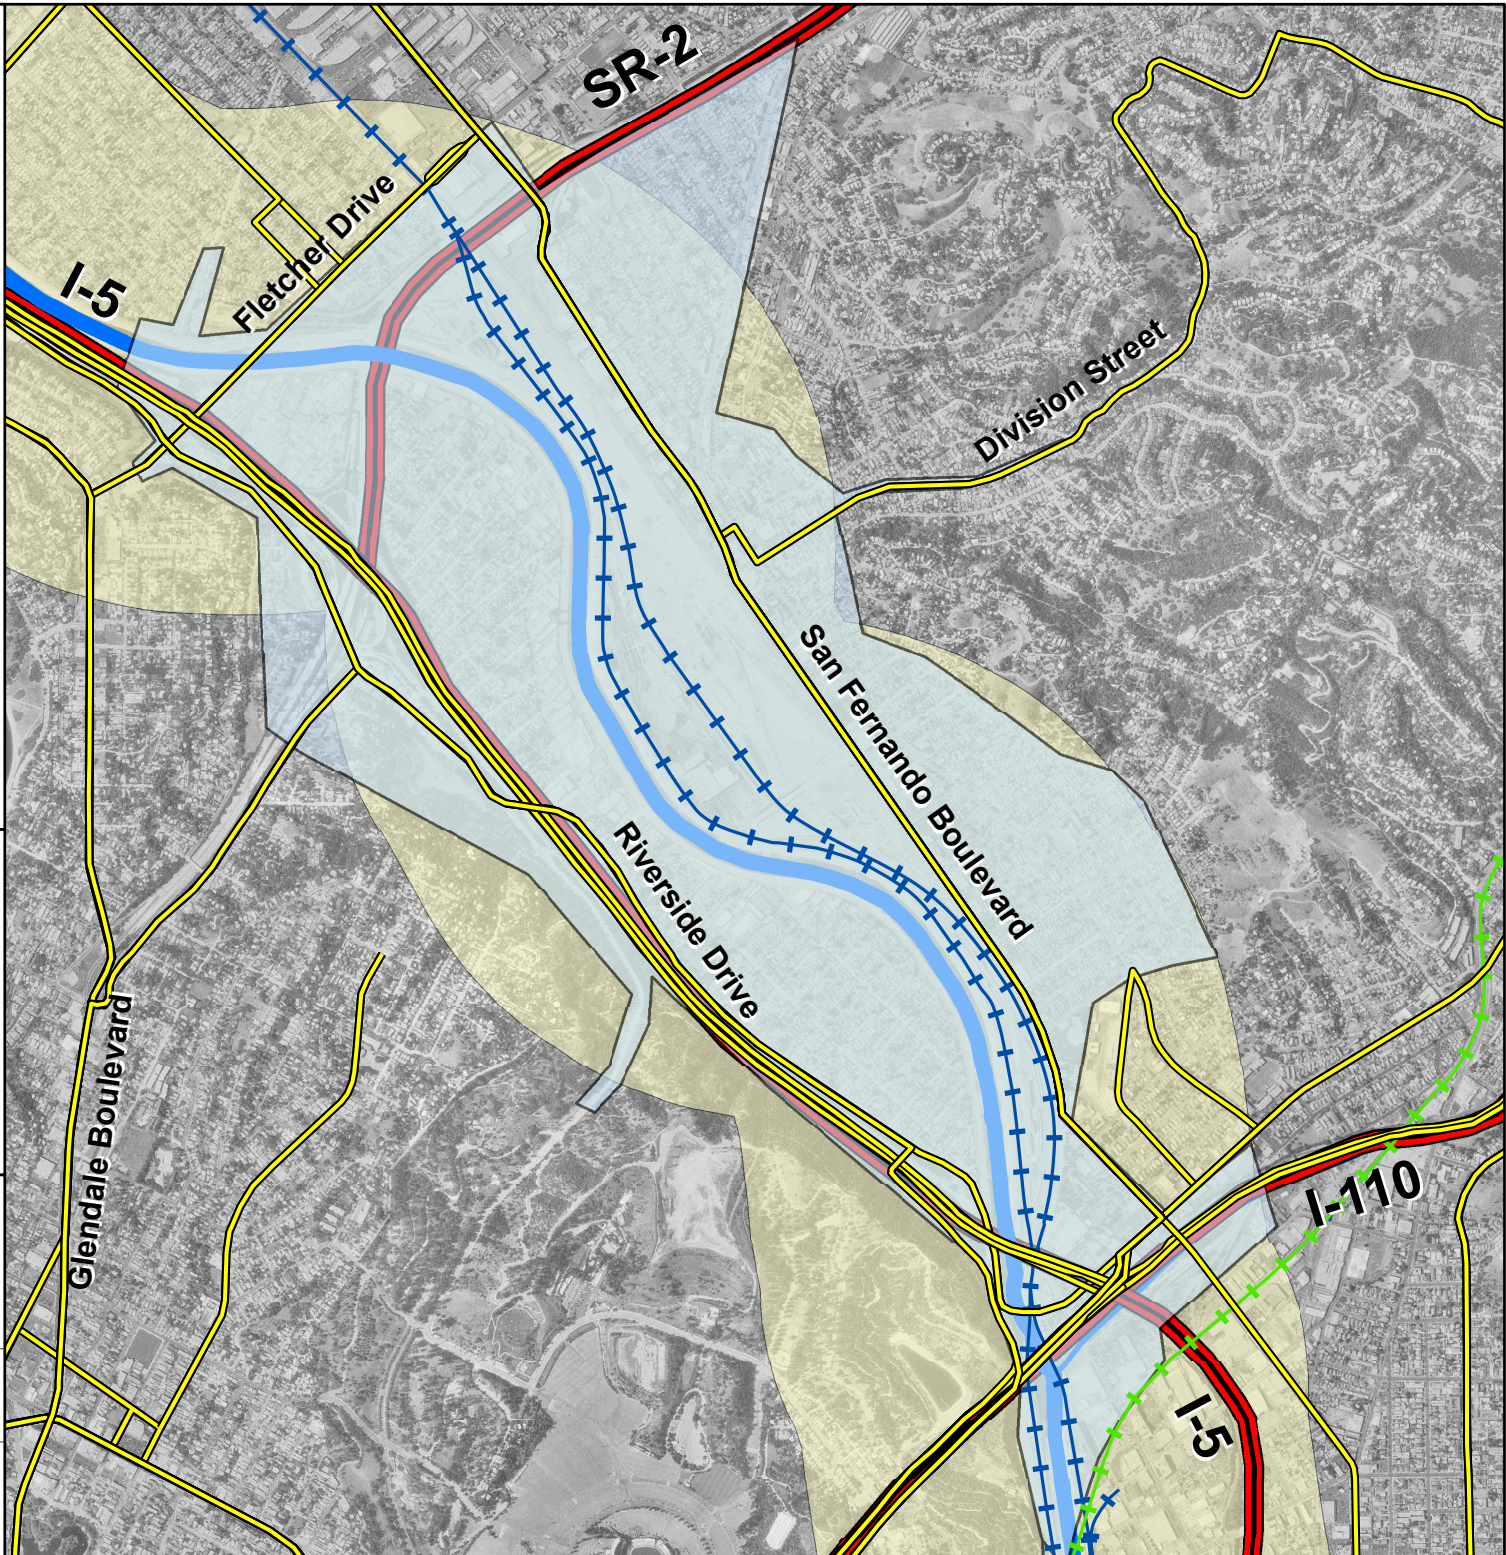 SR-2
Fletcher Drive
I-5
Division Street
San Fernando Boulevard
Riverside Drive
Glendale Boulevard
I-110
I-5